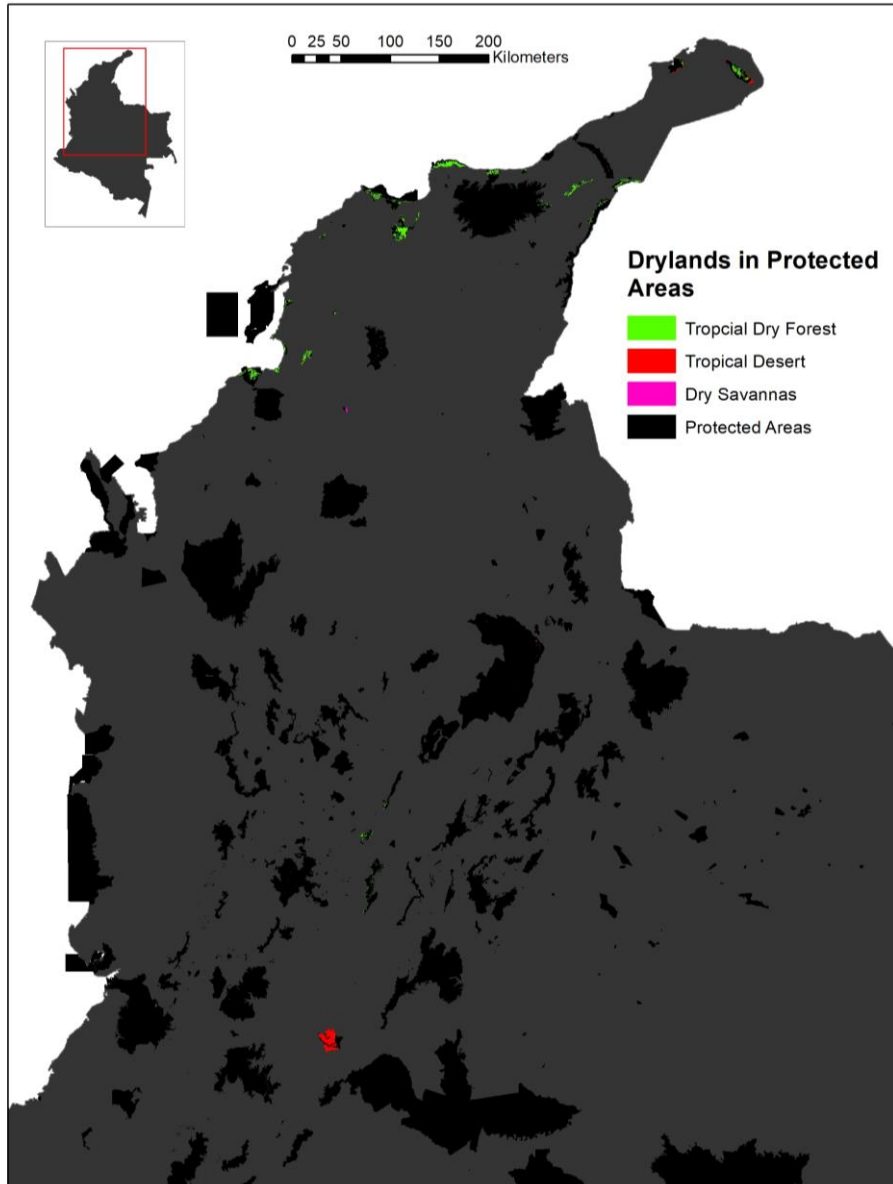 0 25 50 100 150 200
Kilometers
Drylands in Protected
Areas
Tropcial Dry Forest
Tropical Desert
Dry Savannas
Protected Areas